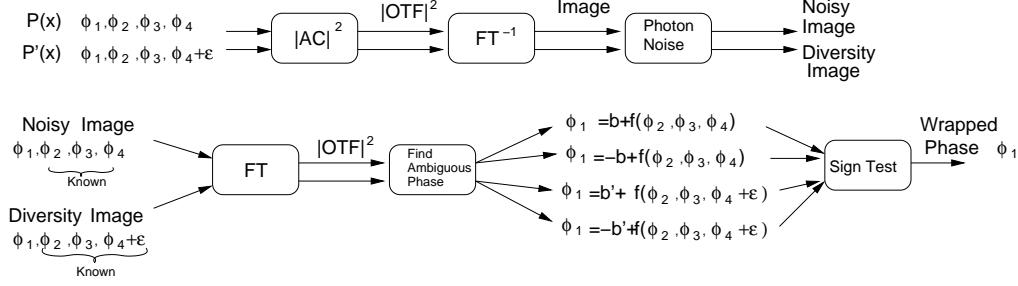 P(x) ϕ1,ϕ2,ϕ3,ϕ4
P'(x) ϕ1,ϕ2,ϕ3,ϕ4+ε
|AC|^2
|OTF|^2
FT^-1
Image
Photon
Noise
Noisy
Image
Diversity
Image
Noisy Image
ϕ1,ϕ2,ϕ3,ϕ4
Known
Diversity Image
ϕ1,ϕ2,ϕ3,ϕ4+ε
Known
FT
|OTF|^2
Find
Ambiguous
Phase
ϕ1=b+f(ϕ2,ϕ3,ϕ4)
ϕ1=-b+f(ϕ2,ϕ3,ϕ4)
ϕ1=b'+ f(ϕ2,ϕ3,ϕ4+ε)
ϕ1=-b'+f(ϕ2,ϕ3,ϕ4+ε)
Sign Test
Wrapped
Phase ϕ1